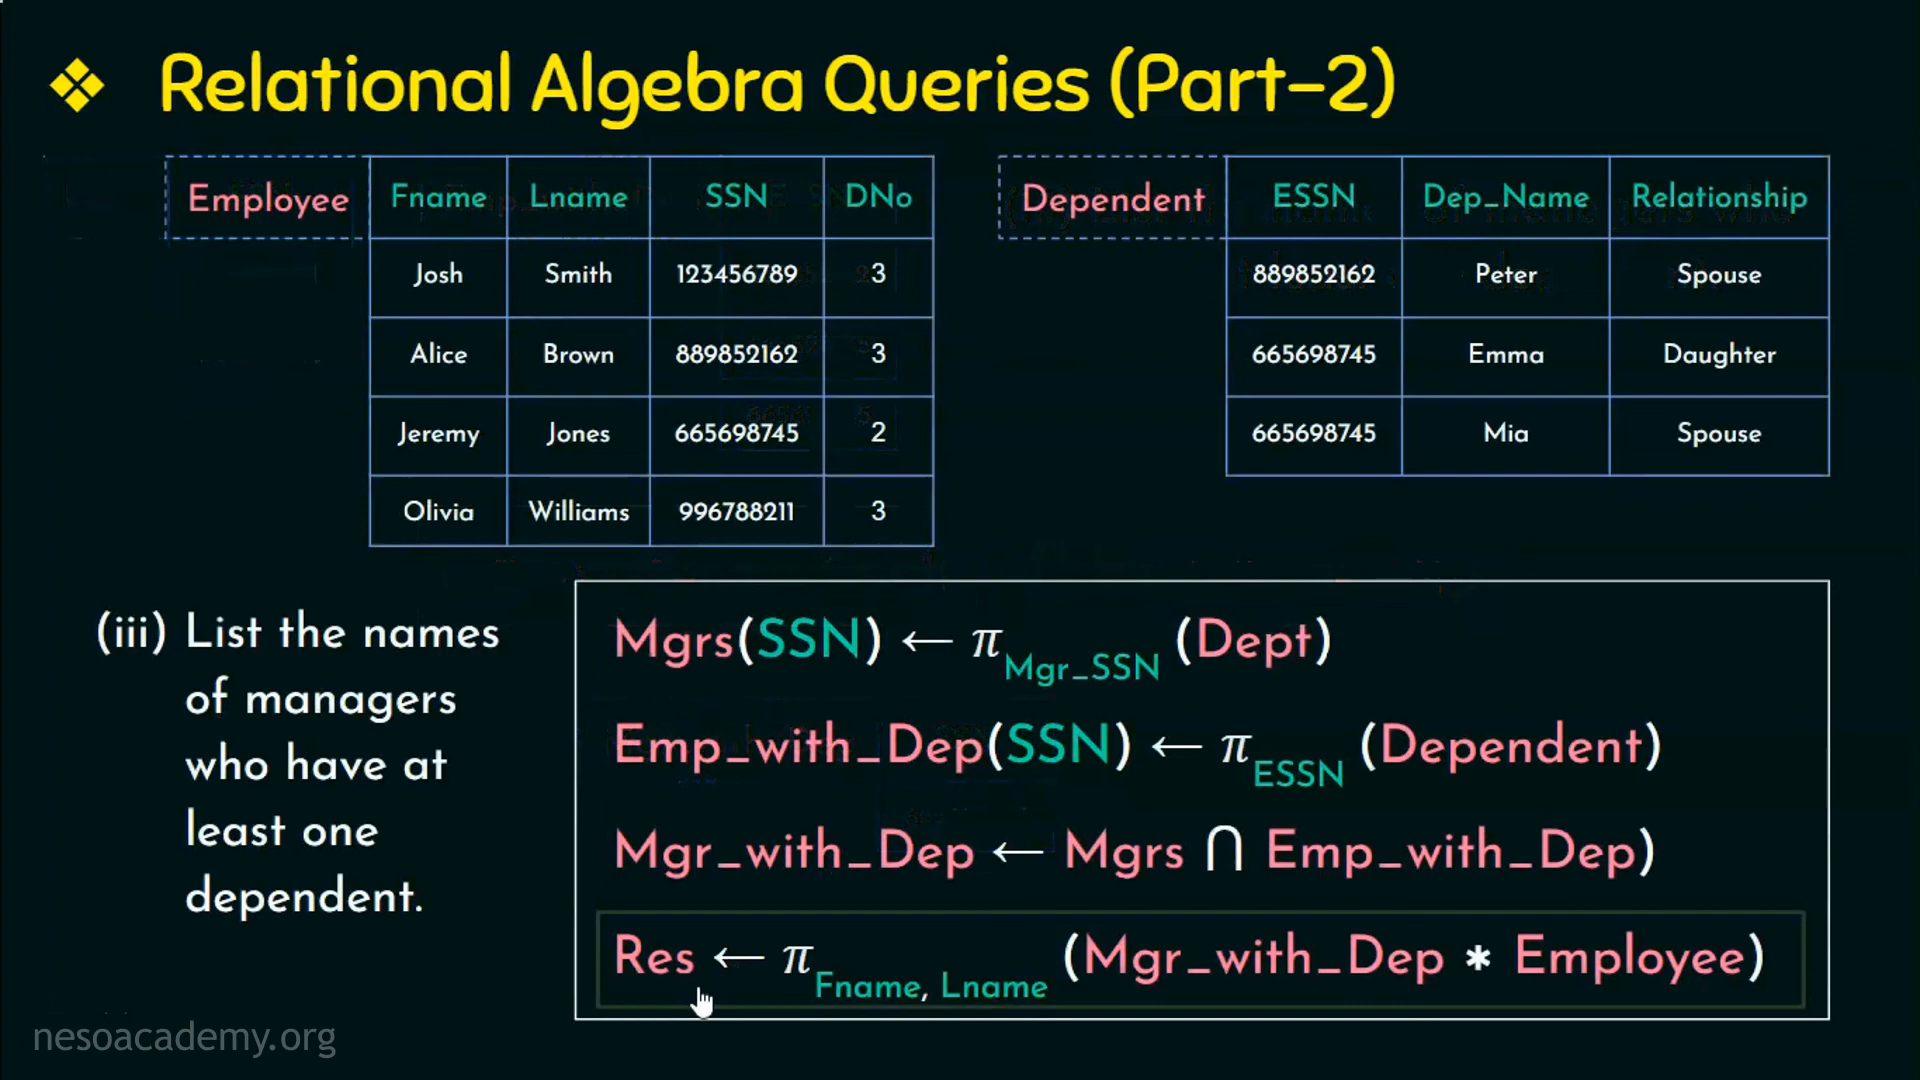 ❖ Relational Algebra Queries (Part-2)
Employee Fname Lname SSN DNo
Josh Smith 123456789 3
Alice Brown 889852162 3
Jeremy Jones 665698745 2
Olivia Williams 996788211 3
Dependent ESSN Dep_Name Relationship
889852162 Peter Spouse
665698745 Emma Daughter
665698745 Mia Spouse
(iii) List the names
of managers
who have at
least one
dependent.
Mgrs(SSN) ← π Mgr_SSN (Dept)
Emp_with_Dep(SSN) ← π ESSN (Dependent)
Mgr_with_Dep ← Mgrs ⋂ Emp_with_Dep)
Res ← π Fname, Lname (Mgr_with_Dep * Employee)
nesoacademy.org